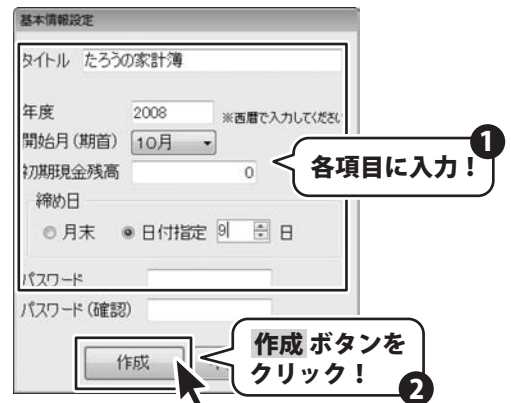 基本情報設定
タイトル たろうの家計簿
年度 2008 ※西暦で入力してください
開始月(期首) 10月
初期現金残高 0
締め日
月末 日付指定 9 日
パスワード
パスワード(確認)
作成
1
各項目に入力!
作成 ボタンを
クリック!
2